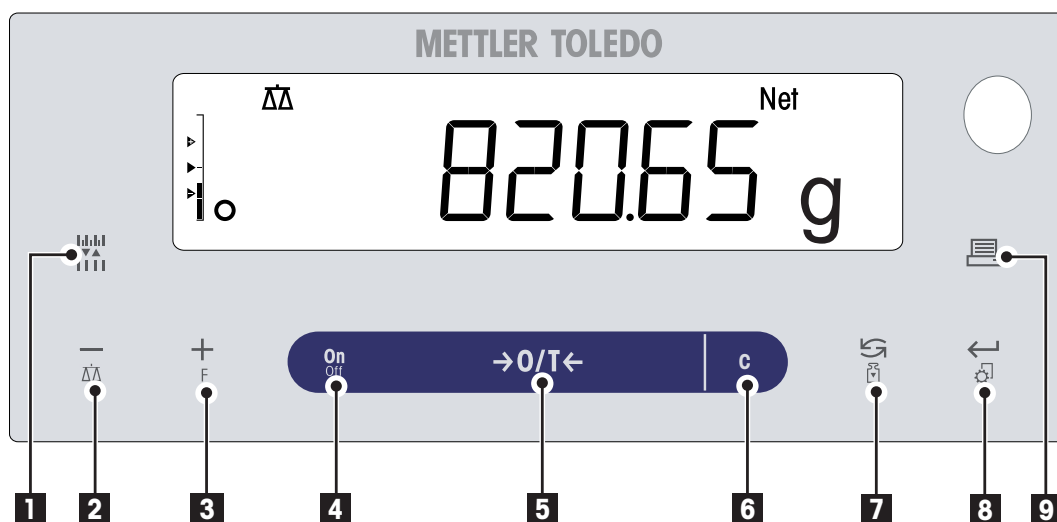 METTLER TOLEDO
Net
820.65 g
F
On
Off
→0/T←
C
1 2 3 4 5 6 7 8 9